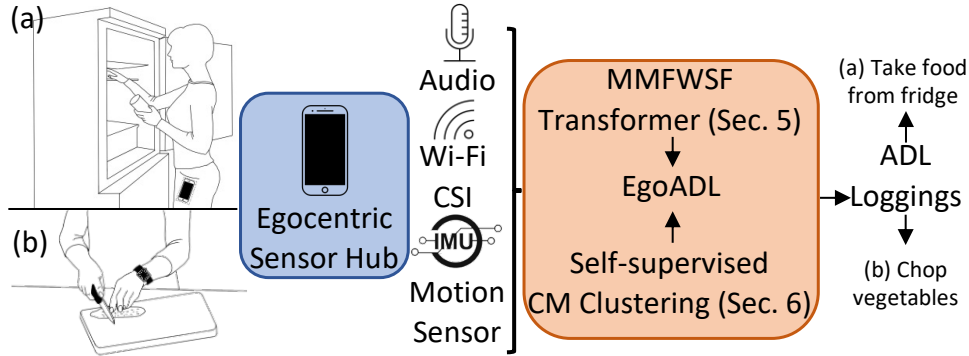 (a)
(b)
Egocentric
Sensor Hub
Audio
Wi-Fi
CSI
IMU
Motion
Sensor
MMFWSF
Transformer (Sec. 5)
EgoADL
Self-supervised
CM Clustering (Sec. 6)
(a) Take food
from fridge
ADL
Loggings
(b) Chop
vegetables